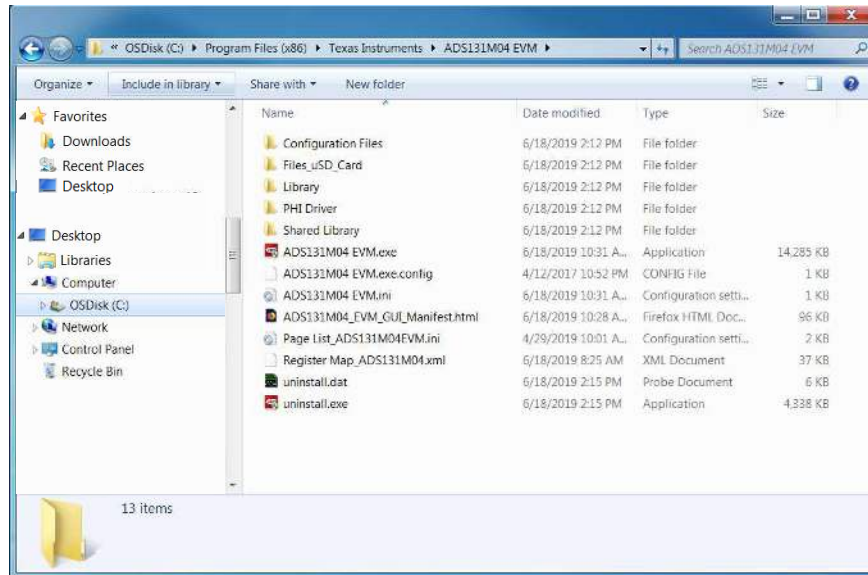 « OSDisk (C:) ▸ Program Files (x86) ▸ Texas Instruments ▸ ADS131M04 EVM ▸
Search ADS131M04 EVM
Organize Include in library Share with New folder
Favorites
Downloads
Recent Places
Desktop
Desktop
Libraries
Computer
OSDisk (C:)
Network
Control Panel
Recycle Bin
Name Date modified Type Size
Configuration Files 6/18/2019 2:12 PM File folder
Files_uSD_Card 6/18/2019 2:12 PM File folder
Library 6/18/2019 2:12 PM File folder
PHI Driver 6/18/2019 2:12 PM File folder
Shared Library 6/18/2019 2:12 PM File folder
ADS131M04 EVM.exe 6/18/2019 10:31 A... Application 14,285 KB
ADS131M04 EVM.exe.config 4/12/2017 10:52 PM CONFIG File 1 KB
ADS131M04 EVM.ini 6/18/2019 10:31 A... Configuration setti... 1 KB
ADS131M04_EVM_GUI_Manifest.html 6/18/2019 10:28 A... Firefox HTML Doc... 96 KB
Page List_ADS131M04EVM.ini 4/29/2019 10:01 A... Configuration setti... 2 KB
Register Map_ADS131M04.xml 6/18/2019 8:25 AM XML Document 37 KB
uninstall.dat 6/18/2019 2:15 PM Probe Document 6 KB
uninstall.exe 6/18/2019 2:15 PM Application 4,338 KB
13 items